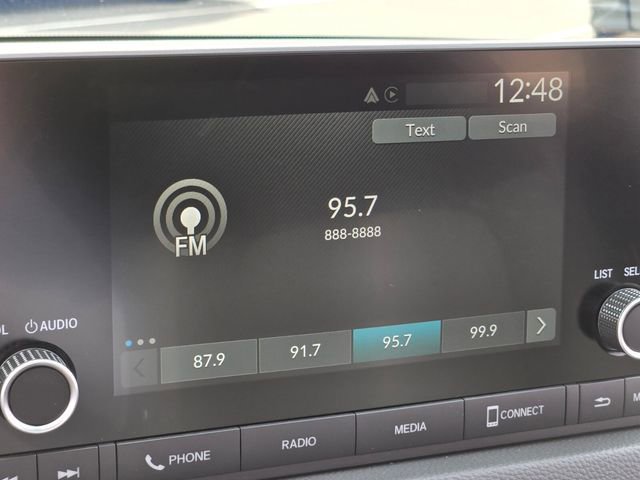 12:48
Text Scan
95.7
888-8888
FM
LIST SEL
AUDIO
87.9 91.7 95.7 99.9
PHONE RADIO MEDIA CONNECT